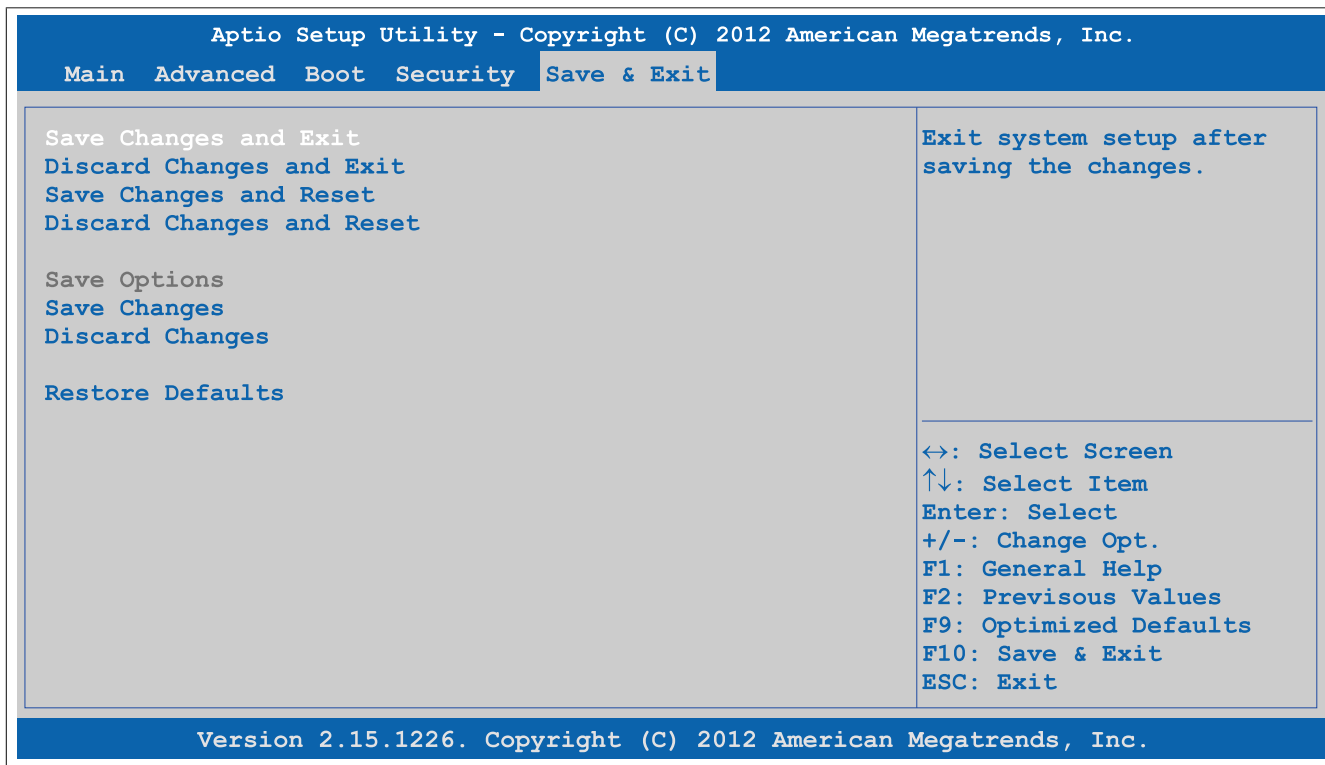 Aptio Setup Utility - Copyright (C) 2012 American Megatrends, Inc.
Main Advanced Boot Security Save & Exit
Save Changes and Exit
Discard Changes and Exit
Save Changes and Reset
Discard Changes and Reset
Save Options
Save Changes
Discard Changes
Restore Defaults
Exit system setup after
saving the changes.
↔: Select Screen
↑↓: Select Item
Enter: Select
+/-: Change Opt.
F1: General Help
F2: Previsous Values
F9: Optimized Defaults
F10: Save & Exit
ESC: Exit
Version 2.15.1226. Copyright (C) 2012 American Megatrends, Inc.